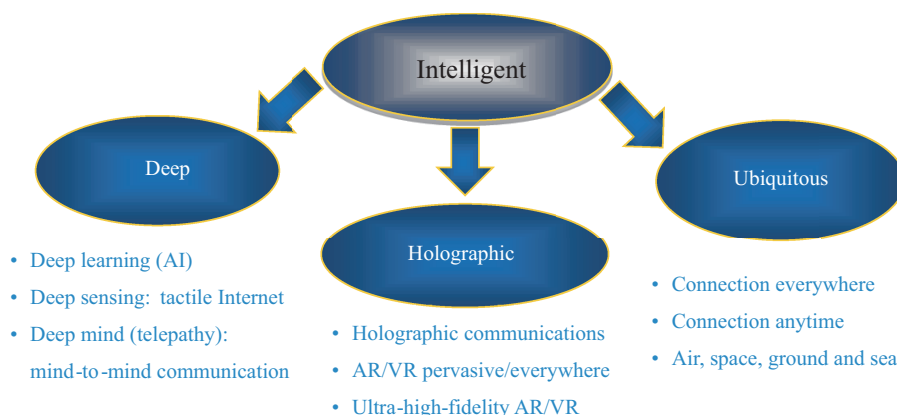 Intelligent
Deep
Holographic
Ubiquitous
• Deep learning (AI)
• Deep sensing: tactile Internet
• Deep mind (telepathy):
mind-to-mind communication
• Holographic communications
• AR/VR pervasive/everywhere
• Ultra-high-fidelity AR/VR
• Connection everywhere
• Connection anytime
• Air, space, ground and sea